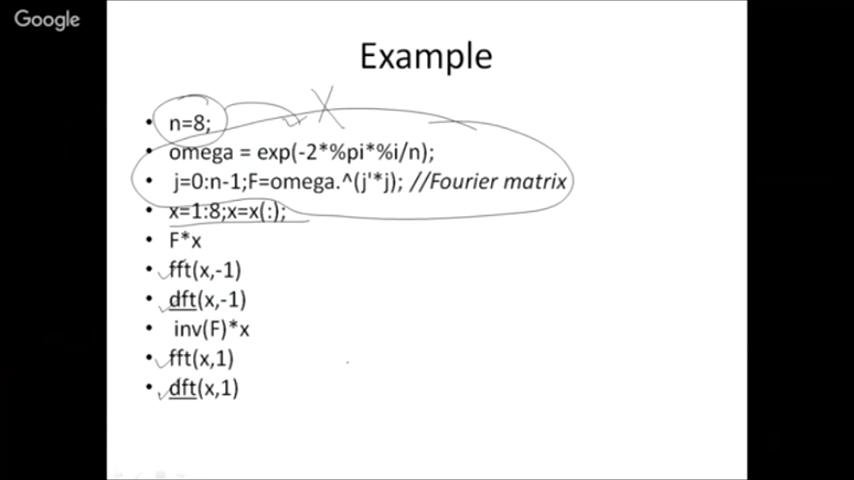 Google
Example
• n=8;
• omega = exp(-2*%pi*%i/n);
• j=0:n-1;F=omega.^(j'*j); //Fourier matrix
• x=1:8;x=x(:);
• F*x
• fft(x,-1)
• dft(x,-1)
• inv(F)*x
• fft(x,1)
• dft(x,1)